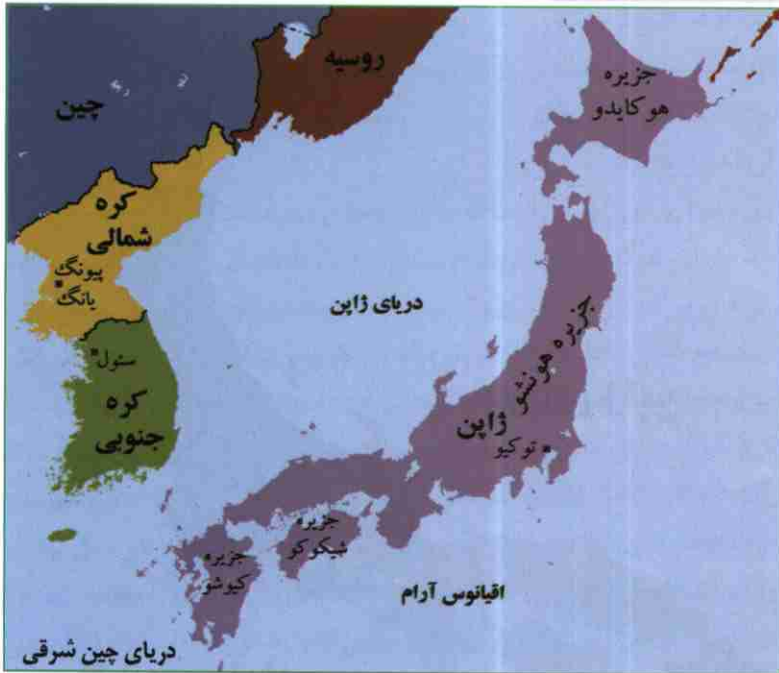 روسیه
جزیره
هوکایدو
چین
کره
شمالی
پیونگ
یانگ
دریای ژاپن
جزیره هونشو
سئول
کره
جنوبی
ژاپن
توکیو
جزیره
شیکوکو
جزیره
کیوشو
اقیانوس آرام
دریای چین شرقی